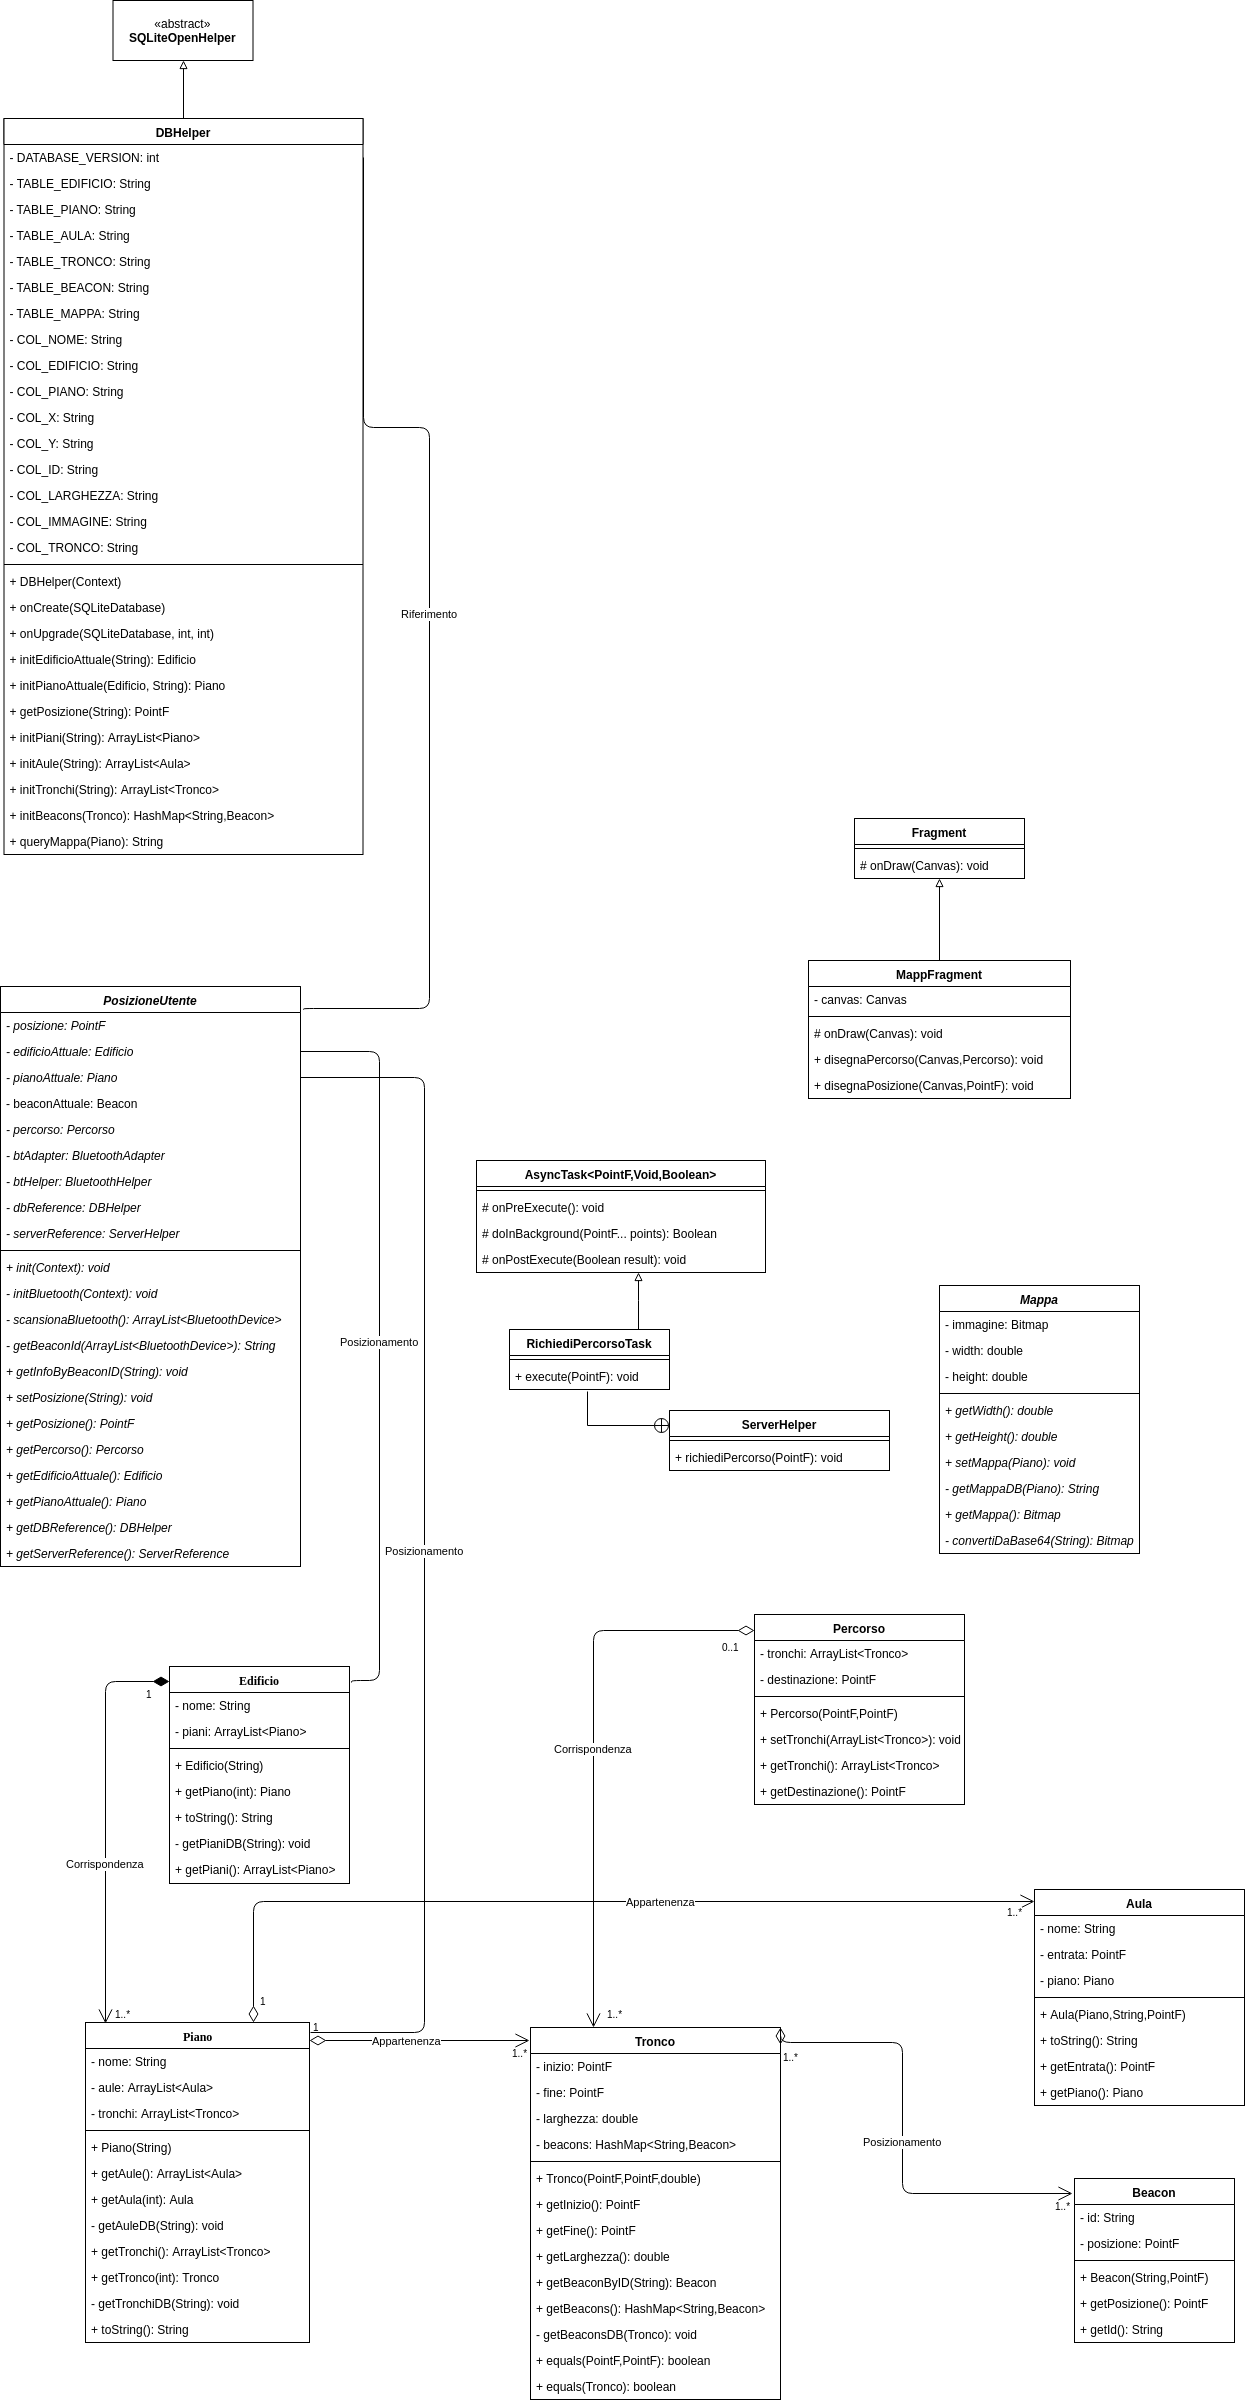 «abstract»
SQLiteOpenHelper
DBHelper
- DATABASE_VERSION: int
- TABLE_EDIFICIO: String
- TABLE_PIANO: String
- TABLE_AULA: String
- TABLE_TRONCO: String
- TABLE_BEACON: String
- TABLE_MAPPA: String
- COL_NOME: String
- COL_EDIFICIO: String
- COL_PIANO: String
- COL_X: String
- COL_Y: String
- COL_ID: String
- COL_LARGHEZZA: String
- COL_IMMAGINE: String
- COL_TRONCO: String
+ DBHelper(Context)
+ onCreate(SQLiteDatabase)
+ onUpgrade(SQLiteDatabase, int, int)
+ initEdificioAttuale(String): Edificio
+ initPianoAttuale(Edificio, String): Piano
+ getPosizione(String): PointF
+ initPiani(String): ArrayList<Piano>
+ initAule(String): ArrayList<Aula>
+ initTronchi(String): ArrayList<Tronco>
+ initBeacons(Tronco): HashMap<String,Beacon>
+ queryMappa(Piano): String
Riferimento
Fragment
# onDraw(Canvas): void
MappFragment
- canvas: Canvas
# onDraw(Canvas): void
+ disegnaPercorso(Canvas,Percorso): void
+ disegnaPosizione(Canvas,PointF): void
PosizioneUtente
- posizione: PointF
- edificioAttuale: Edificio
- pianoAttuale: Piano
- beaconAttuale: Beacon
- percorso: Percorso
- btAdapter: BluetoothAdapter
- btHelper: BluetoothHelper
- dbReference: DBHelper
- serverReference: ServerHelper
+ init(Context): void
- initBluetooth(Context): void
- scansionaBluetooth(): ArrayList<BluetoothDevice>
- getBeaconId(ArrayList<BluetoothDevice>): String
+ getInfoByBeaconID(String): void
+ setPosizione(String): void
+ getPosizione(): PointF
+ getPercorso(): Percorso
+ getEdificioAttuale(): Edificio
+ getPianoAttuale(): Piano
+ getDBReference(): DBHelper
+ getServerReference(): ServerReference
Posizionamento
Posizionamento
AsyncTask<PointF,Void,Boolean>
# onPreExecute(): void
# doInBackground(PointF... points): Boolean
# onPostExecute(Boolean result): void
RichiediPercorsoTask
+ execute(PointF): void
ServerHelper
+ richiediPercorso(PointF): void
Mappa
- immagine: Bitmap
- width: double
- height: double
+ getWidth(): double
+ getHeight(): double
+ setMappa(Piano): void
- getMappaDB(Piano): String
+ getMappa(): Bitmap
- convertiDaBase64(String): Bitmap
Percorso
- tronchi: ArrayList<Tronco>
- destinazione: PointF
+ Percorso(PointF,PointF)
+ setTronchi(ArrayList<Tronco>): void
+ getTronchi(): ArrayList<Tronco>
+ getDestinazione(): PointF
0..1
Corrispondenza
1..*
Edificio
- nome: String
- piani: ArrayList<Piano>
+ Edificio(String)
+ getPiano(int): Piano
+ toString(): String
- getPianiDB(String): void
+ getPiani(): ArrayList<Piano>
1
Corrispondenza
1..*
1
Appartenenza
1..*
Aula
- nome: String
- entrata: PointF
- piano: Piano
+ Aula(Piano,String,PointF)
+ toString(): String
+ getEntrata(): PointF
+ getPiano(): Piano
Piano
- nome: String
- aule: ArrayList<Aula>
- tronchi: ArrayList<Tronco>
+ Piano(String)
+ getAule(): ArrayList<Aula>
+ getAula(int): Aula
- getAuleDB(String): void
+ getTronchi(): ArrayList<Tronco>
+ getTronco(int): Tronco
- getTronchiDB(String): void
+ toString(): String
1
Appartenenza
1..*
Tronco
- inizio: PointF
- fine: PointF
- larghezza: double
- beacons: HashMap<String,Beacon>
+ Tronco(PointF,PointF,double)
+ getInizio(): PointF
+ getFine(): PointF
+ getLarghezza(): double
+ getBeaconByID(String): Beacon
+ getBeacons(): HashMap<String,Beacon>
- getBeaconsDB(Tronco): void
+ equals(PointF,PointF): boolean
+ equals(Tronco): boolean
1..*
Posizionamento
1..*
Beacon
- id: String
- posizione: PointF
+ Beacon(String,PointF)
+ getPosizione(): PointF
+ getId(): String